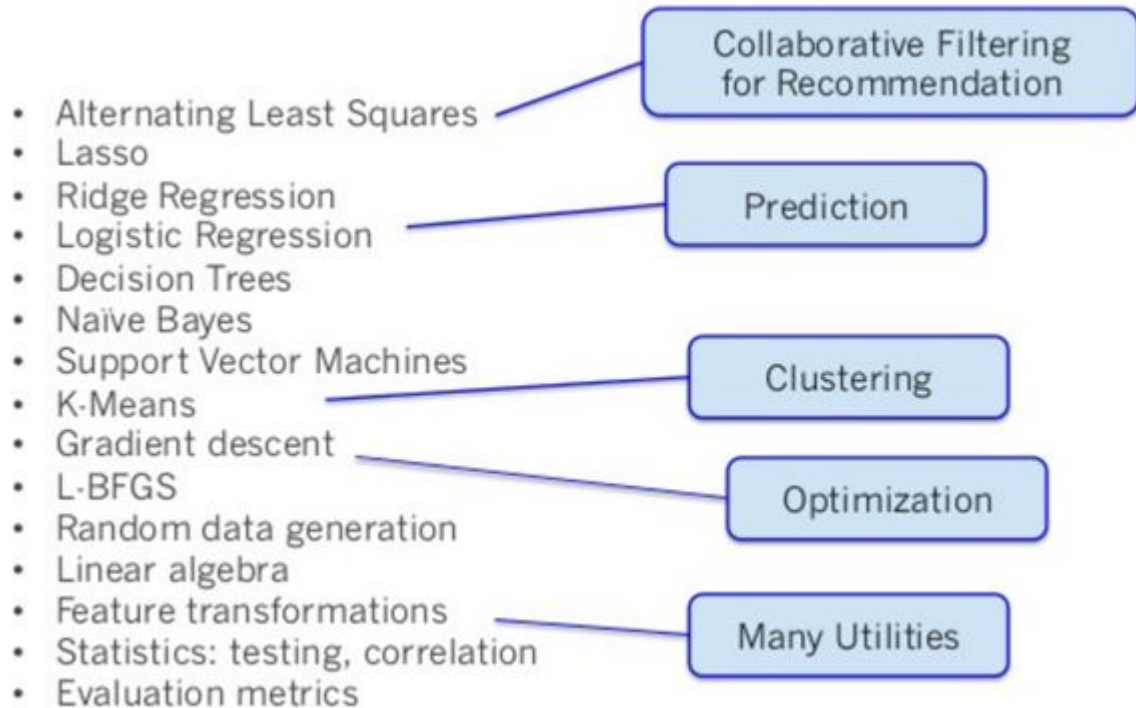 Collaborative Filtering
for Recommendation
• Alternating Least Squares
• Lasso
• Ridge Regression
• Logistic Regression
• Decision Trees
• Naïve Bayes
• Support Vector Machines
• K-Means
• Gradient descent
• L-BFGS
• Random data generation
• Linear algebra
• Feature transformations
• Statistics: testing, correlation
• Evaluation metrics
Prediction
Clustering
Optimization
Many Utilities